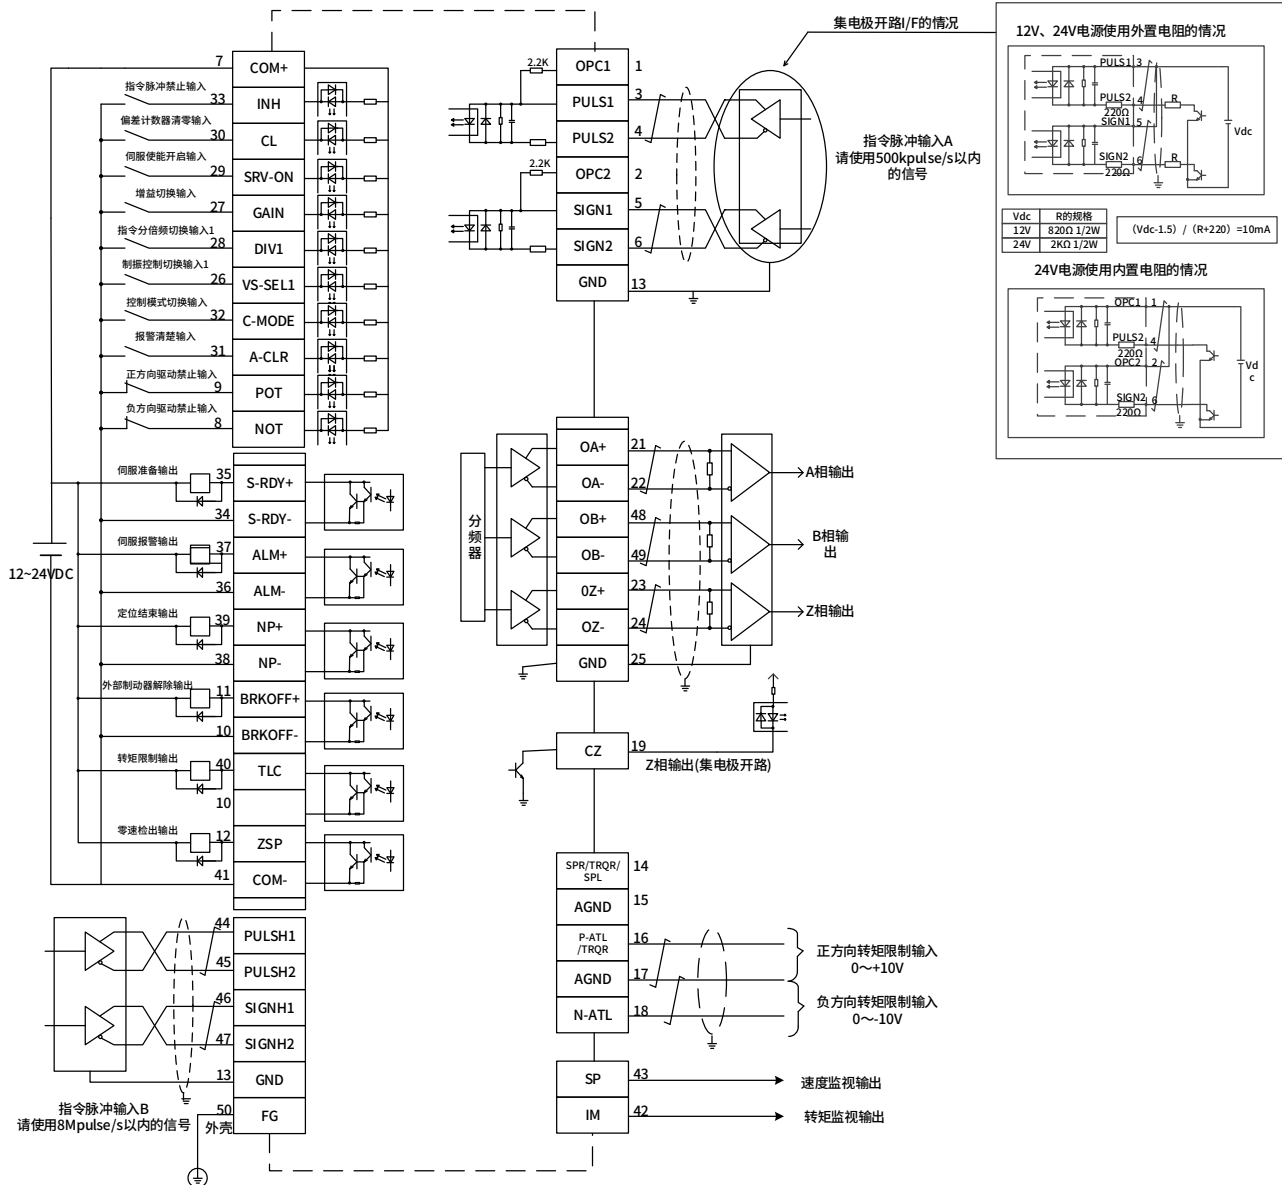 7
COM+
指令脉冲禁止输入
33
INH
偏差计数器清零输入
30
CL
伺服使能开启输入
29
SRV-ON
增益切换输入
27
GAIN
指令分倍频切换输入1
28
DIV1
制振控制切换输入1
26
VS-SEL1
控制模式切换输入
32
C-MODE
报警清楚输入
31
A-CLR
正方向驱动禁止输入
9
POT
负方向驱动禁止输入
8
NOT
伺服准备输出
35
S-RDY+
34
S-RDY-
伺服报警输出
37
ALM+
12~24VDC
36
ALM-
定位结束输出
39
NP+
38
NP-
外部制动器解除输出
11
BRKOFF+
10
BRKOFF-
转矩限制输出
40
TLC
10
零速检出输出
12
ZSP
41
COM-
44
PULSH1
45
PULSH2
46
SIGNH1
47
SIGNH2
13
GND
指令脉冲输入B
请使用8Mpulse/s以内的信号
50
外壳
FG
2.2K
OPC1
1
PULS1
3
PULS2
4
2.2K
OPC2
2
SIGN1
5
SIGN2
6
GND
13
集电极开路I/F的情况
指令脉冲输入A
请使用500kpulse/s以内
的信号
分
频
器
OA+
21
OA-
22
A相输出
OB+
48
OB-
49
B相输
出
0Z+
23
OZ-
24
Z相输出
GND
25
CZ
19
Z相输出(集电极开路)
SPR/TRQR/
SPL
14
AGND
15
P-ATL
/TRQR
16
AGND
17
N-ATL
18
正方向转矩限制输入
0～+10V
负方向转矩限制输入
0～-10V
SP
43
速度监视输出
IM
42
转矩监视输出
12V、24V电源使用外置电阻的情况
PULS1
3
PULS2
4
R
220Ω
SIGN1
5
SIGN2
6
R
220Ω
Vdc
Vdc R的规格
12V 820Ω 1/2W
24V 2KΩ 1/2W
（Vdc-1.5）/（R+220）=10mA
24V电源使用内置电阻的情况
OPC1
1
PULS2
4
220Ω
OPC2
2
SIGN2
6
220Ω
Vd
c